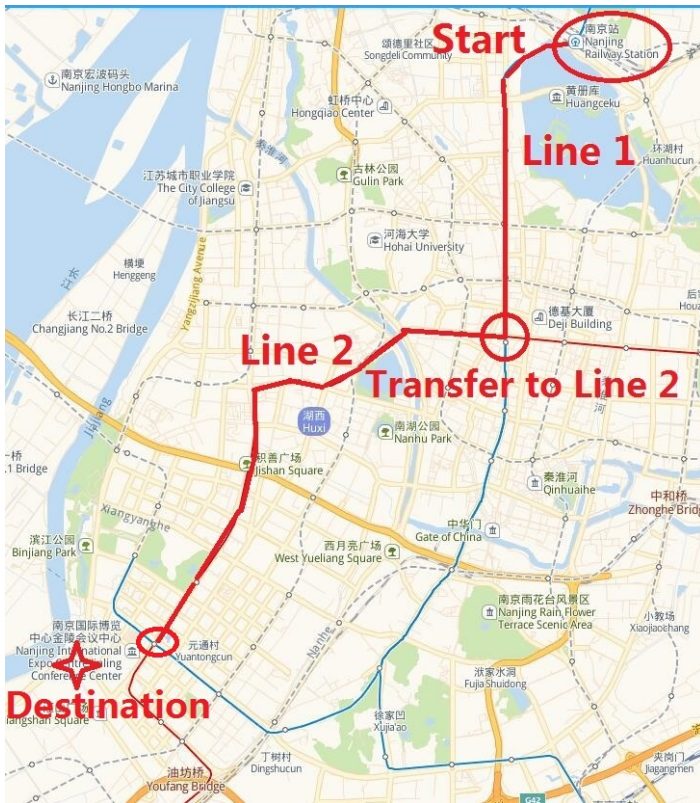 Start
南京站
Nanjing
Railway Station
颂德里社区
Songdeli Community
南京宏波码头
Nanjing Hongbo Marina
黄册库
Huangceku
虹桥中心
Hongqiao Center
Line 1
环湖村
Huanhucun
秦淮河
古林公园
Gulin Park
江苏城市职业学院
The City College
of Jiangsu
河海大学
Hohai University
横埂
Henggeng
Yangzijiang Avenue
长江二桥
Changjiang No.2 Bridge
德基大厦
Deji Building
Line 2
Transfer to Line 2
Jiajiang
湖西
Huxi
南湖公园
Nanhu Park
积善广场
Jishan Square
秦淮河
Qinhuaihe
中和桥
Zhonghe Bridg
Xiangyanghe
中华门
Gate of China
滨江公园
Binjiang Park
西月亮广场
West Yueliang Square
南京雨花台风景区
Nanjing Rain Flower
Terrace Scenic Area
小教场
Xiaojiaochang
南京国际博览
中心金陵会议中心
Nanjing International
Conference Center
元通村
Yuantongcun
Nanhe
洑家水洞
Fujia Shuidong
Destination
徐家凹
Xujia'ao
油坊桥
Youfang Bridge
丁树村
Dingshucun
夹岗门
Jiagangmen
G42